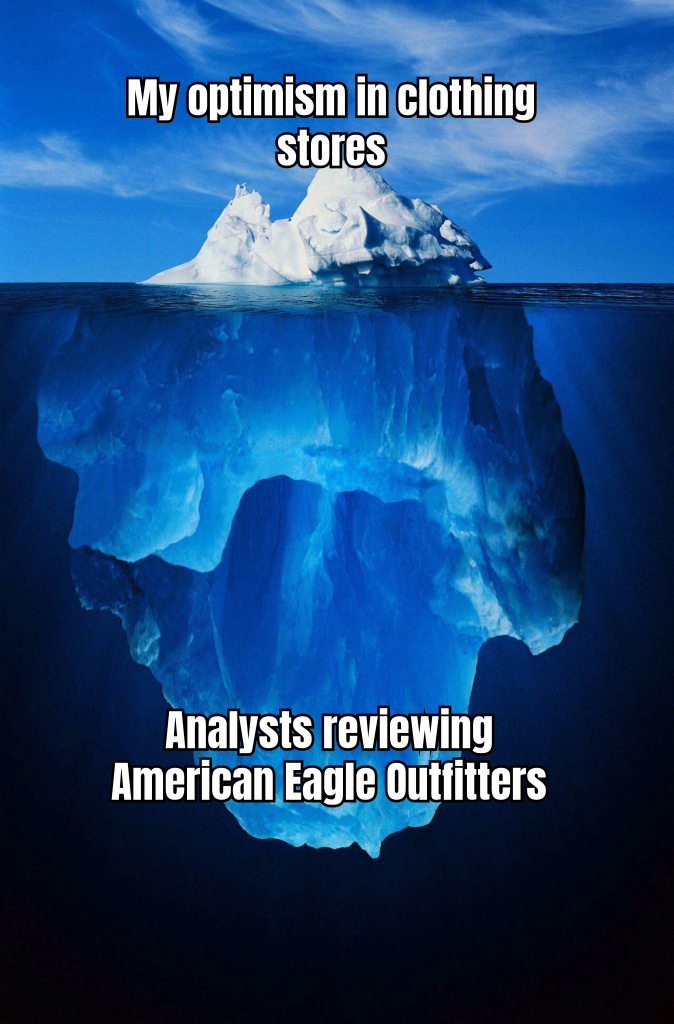 My optimism in clothing
stores
Analysts reviewing
American Eagle Outfitters